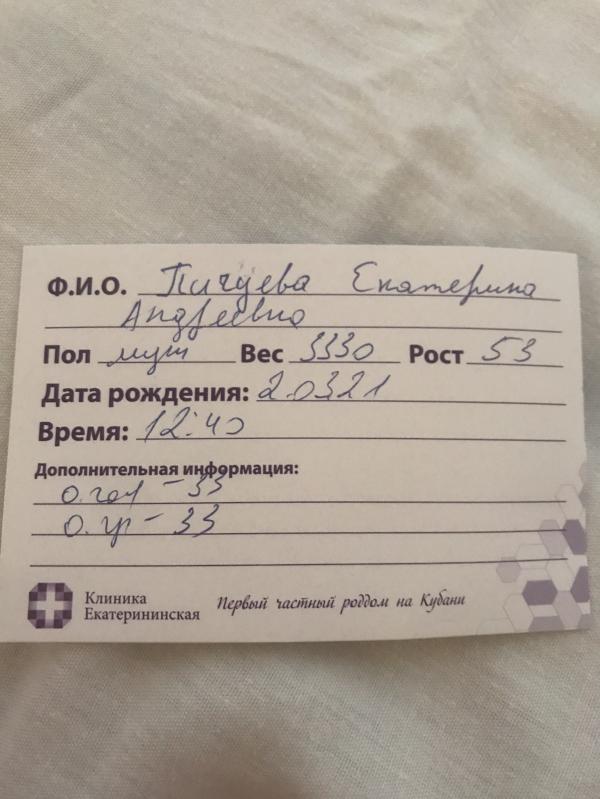 Ф.И.О. Пичуева Екатерина
Андреевна
Пол муж Вес 3330 Рост 53
Дата рождения: 2.03.21
Время: 12:40
Дополнительная информация:
О. гол – 33
О. гр – 33
Клиника
Екатерининская
Первый частный роддом на Кубани